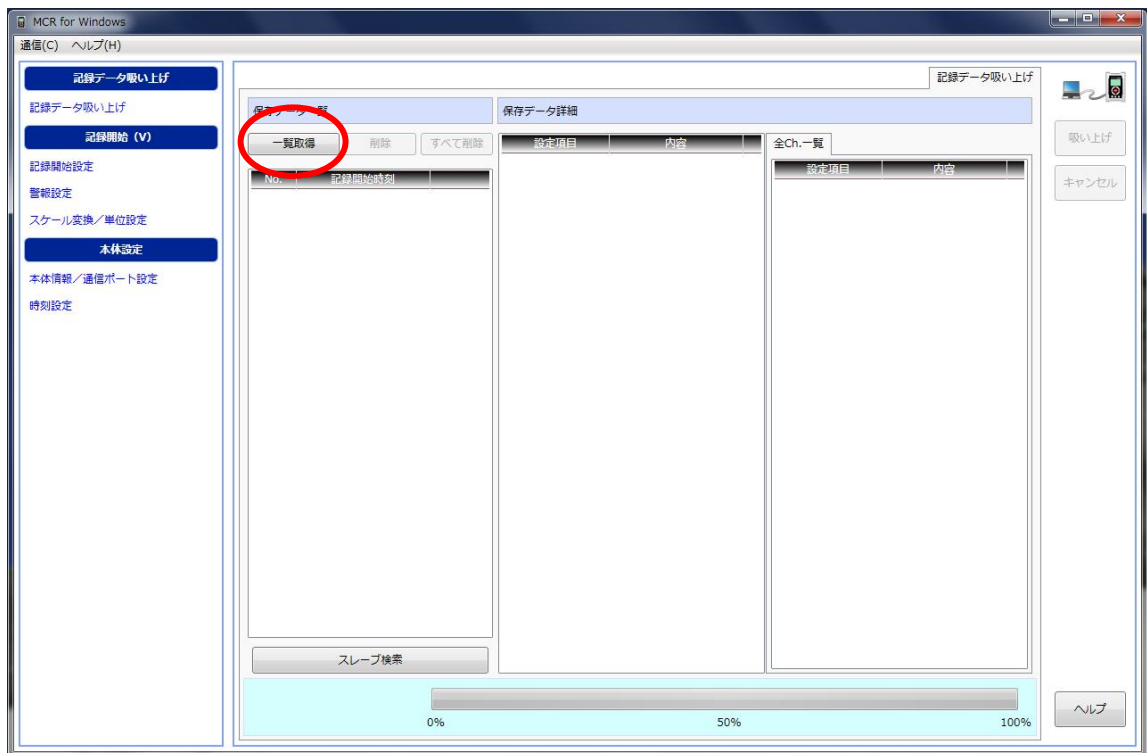 MCR for Windows
通信(C) ヘルプ(H)
記録データ吸い上げ
記録データ吸い上げ
記録開始 (V)
記録開始設定
警報設定
スケール変換／単位設定
本体設定
本体情報／通信ポート設定
時刻設定
記録データ吸い上げ
保存データ一覧
保存データ詳細
一覧取得 削除 すべて削除
No. 記録開始時刻
設定項目 内容
全Ch.一覧
設定項目 内容
スレーブ検索
0% 50% 100%
吸い上げ
キャンセル
ヘルプ